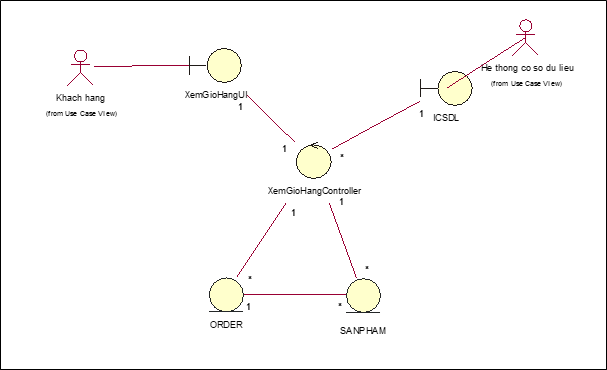 He thong co so du lieu
(from Use Case View)
Khach hang
(from Use Case View)
XemGioHangUI
1
1
ICSDL
1
*
XemGioHangController
1
1
*
*
ORDER
1
*
SANPHAM